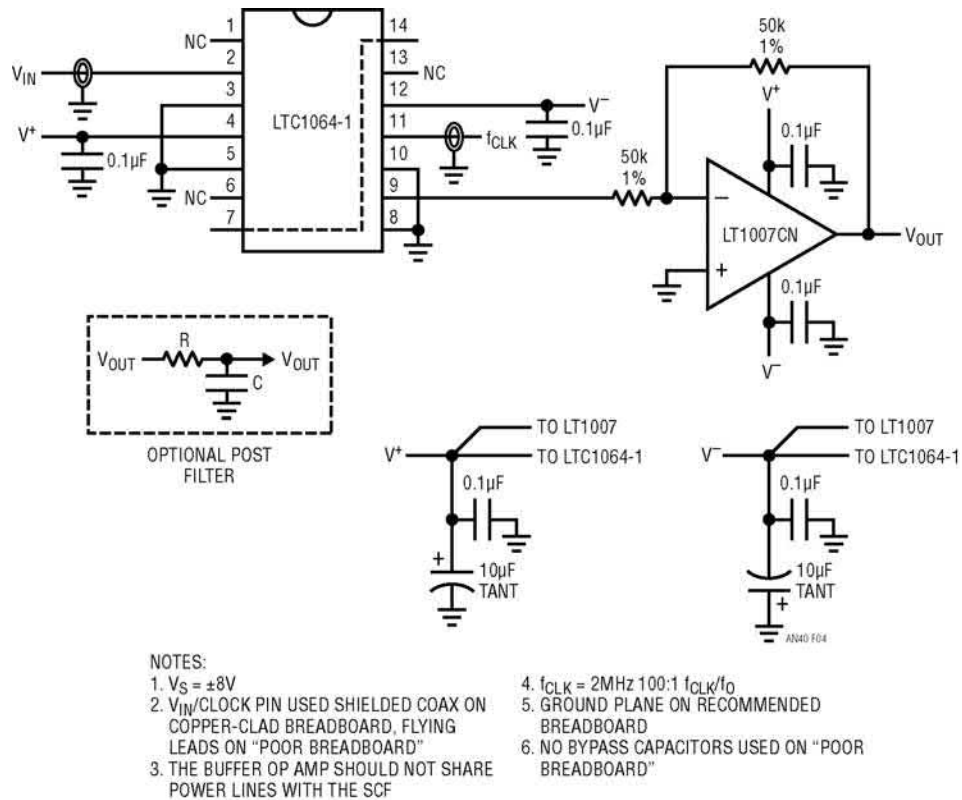 1
NC
2
V_IN
3
V⁺
4
0.1µF
5
6
NC
7
LTC1064-1
14
13
NC
12
V⁻
0.1µF
11
f_CLK
10
9
8
50k
1%
50k
1%
V⁺
0.1µF
−
LT1007CN
+
V_OUT
0.1µF
V⁻
R
V_OUT
V_OUT
C
OPTIONAL POST
FILTER
TO LT1007
V⁺
TO LTC1064-1
0.1µF
+
10µF
TANT
TO LT1007
V⁻
TO LTC1064-1
0.1µF
10µF
TANT
+
AN40 F04
NOTES:
1. V_S = ±8V
2. V_IN/CLOCK PIN USED SHIELDED COAX ON
COPPER-CLAD BREADBOARD, FLYING
LEADS ON "POOR BREADBOARD"
3. THE BUFFER OP AMP SHOULD NOT SHARE
POWER LINES WITH THE SCF
4. f_CLK = 2MHz 100:1 f_CLK/f_O
5. GROUND PLANE ON RECOMMENDED
BREADBOARD
6. NO BYPASS CAPACITORS USED ON "POOR
BREADBOARD"